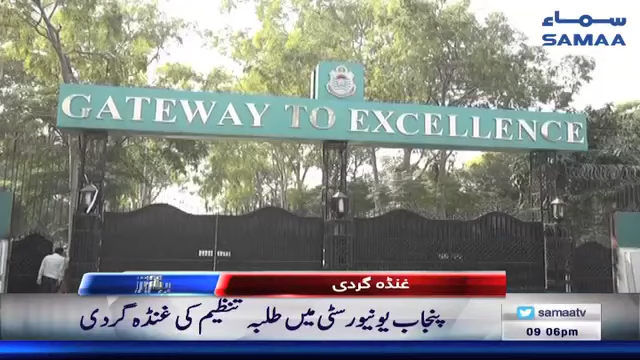 سماء
SAMAA
GATEWAY TO EXCELLENCE
غنڈہ گردی
پنجاب یونیورسٹی میں طلبہ تنظیم کی غنڈہ گردی
samaatv
09 06pm